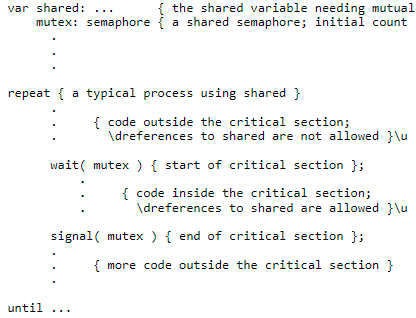 var shared: ...      { the shared variable needing mutual
    mutex: semaphore { a shared semaphore; initial count
      .
      .
      .
repeat { a typical process using shared }
      .
      .     { code outside the critical section;
      .       \dreferences to shared are not allowed }\u
      wait( mutex ) { start of critical section };
          .
          .     { code inside the critical section;
          .       \dreferences to shared are allowed }\u
      signal( mutex ) { end of critical section };
      .
      .     { more code outside the critical section }
      .
until ...